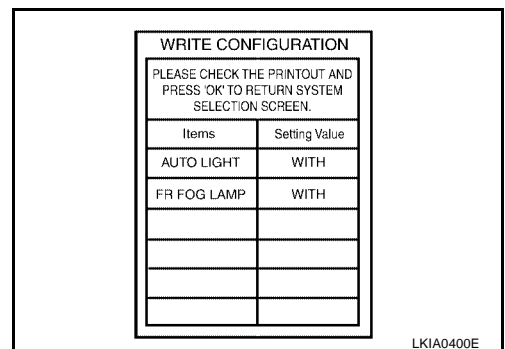 WRITE CONFIGURATION
PLEASE CHECK THE PRINTOUT AND
PRESS 'OK' TO RETURN SYSTEM
SELECTION SCREEN.
Items Setting Value
AUTO LIGHT WITH
FR FOG LAMP WITH
LKIA0400E